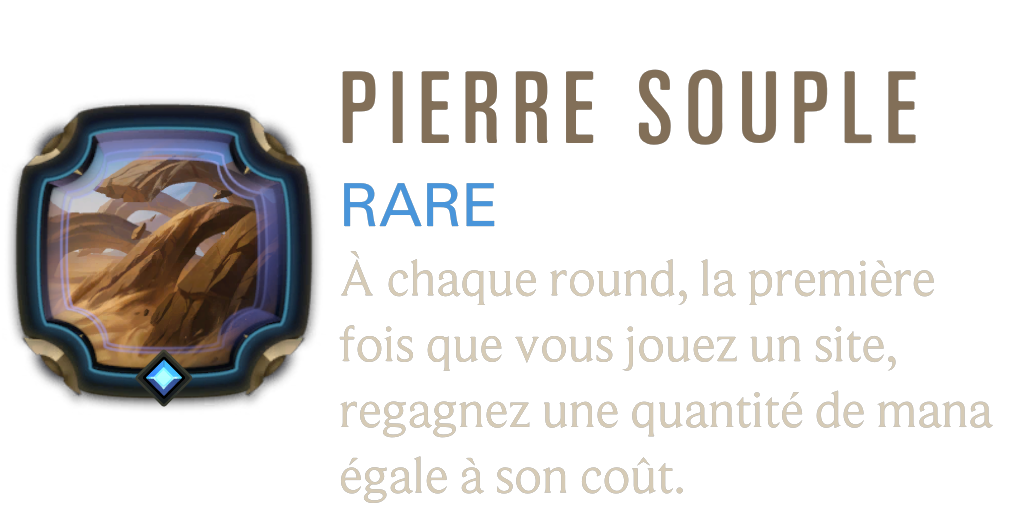 PIERRE SOUPLE
RARE
À chaque round, la première
fois que vous jouez un site,
regagnez une quantité de mana
égale à son coût.